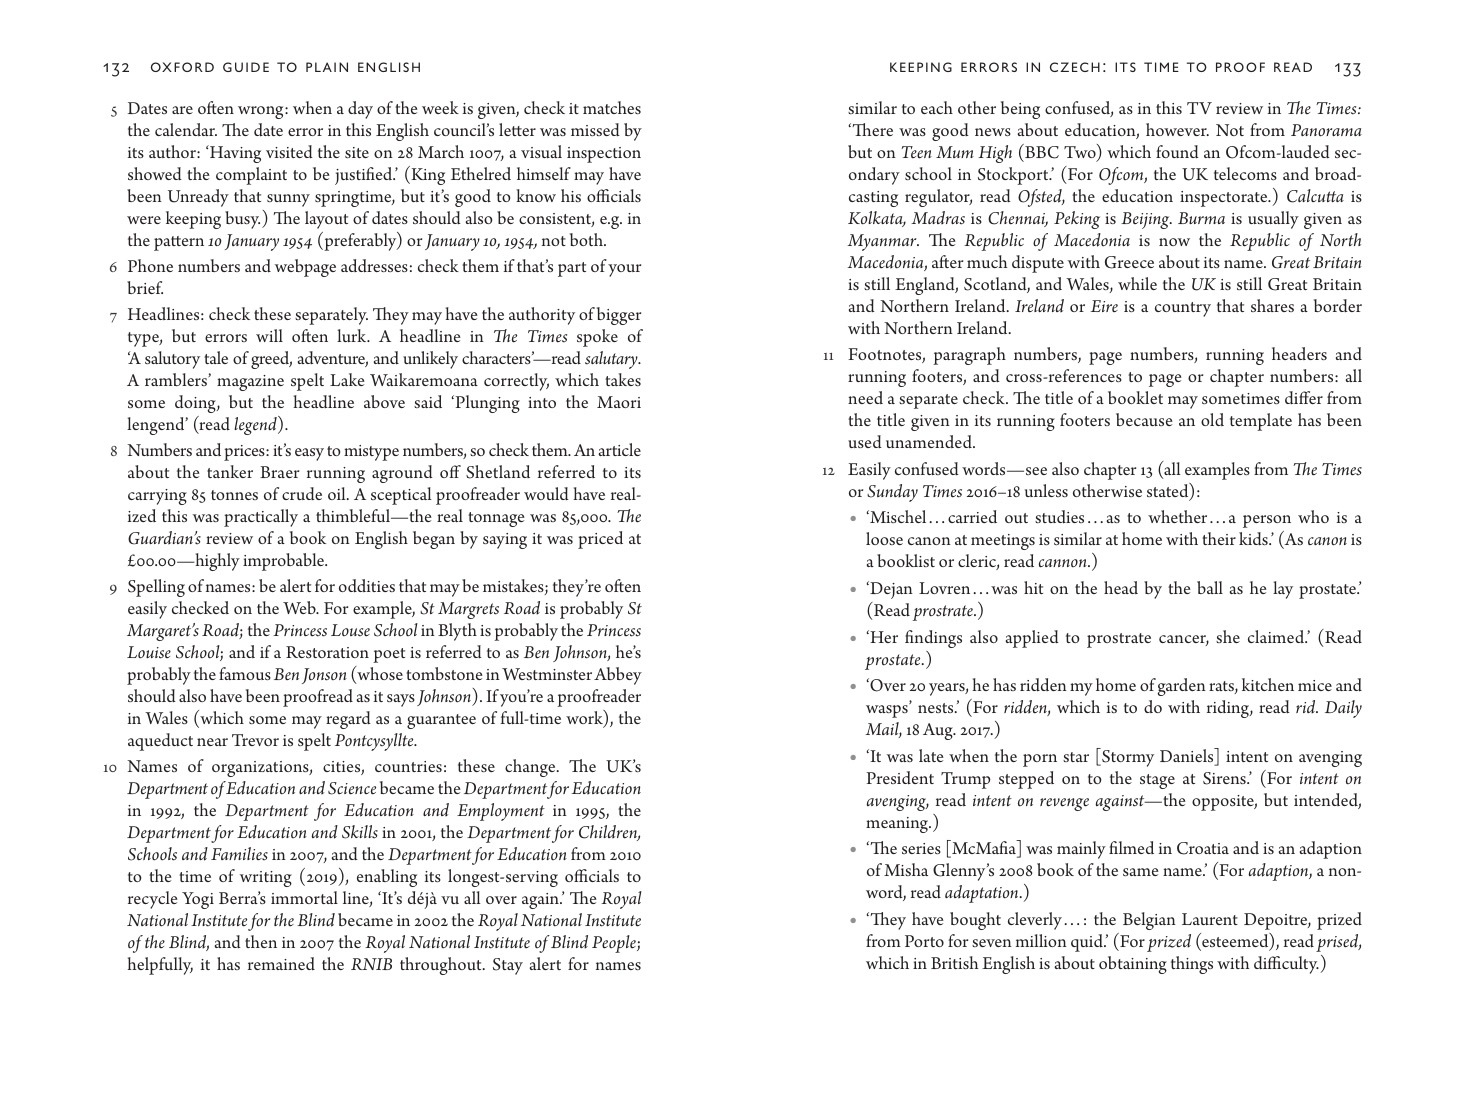 132 OXFORD GUIDE TO PLAIN ENGLISH
5 Dates are often wrong: when a day of the week is given, check it matches
the calendar. The date error in this English council’s letter was missed by
its author: ‘Having visited the site on 28 March 1007, a visual inspection
showed the complaint to be justified.’ (King Ethelred himself may have
been Unready that sunny springtime, but it’s good to know his officials
were keeping busy.) The layout of dates should also be consistent, e.g. in
the pattern 10 January 1954 (preferably) or January 10, 1954, not both.
6 Phone numbers and webpage addresses: check them if that’s part of your
brief.
7 Headlines: check these separately. They may have the authority of bigger
type, but errors will often lurk. A headline in The Times spoke of
‘A salutory tale of greed, adventure, and unlikely characters’—read salutary.
A ramblers’ magazine spelt Lake Waikaremoana correctly, which takes
some doing, but the headline above said ‘Plunging into the Maori
lengend’ (read legend).
8 Numbers and prices: it’s easy to mistype numbers, so check them. An article
about the tanker Braer running aground off Shetland referred to its
carrying 85 tonnes of crude oil. A sceptical proofreader would have real-
ized this was practically a thimbleful—the real tonnage was 85,000. The
Guardian’s review of a book on English began by saying it was priced at
£00.00—highly improbable.
9 Spelling of names: be alert for oddities that may be mistakes; they’re often
easily checked on the Web. For example, St Margrets Road is probably St
Margaret’s Road; the Princess Louse School in Blyth is probably the Princess
Louise School; and if a Restoration poet is referred to as Ben Johnson, he’s
probably the famous Ben Jonson (whose tombstone in Westminster Abbey
should also have been proofread as it says Johnson). If you’re a proofreader
in Wales (which some may regard as a guarantee of full-time work), the
aqueduct near Trevor is spelt Pontcysyllte.
10 Names of organizations, cities, countries: these change. The UK’s
Department of Education and Science became the Department for Education
in 1992, the Department for Education and Employment in 1995, the
Department for Education and Skills in 2001, the Department for Children,
Schools and Families in 2007, and the Department for Education from 2010
to the time of writing (2019), enabling its longest-serving officials to
recycle Yogi Berra’s immortal line, ‘It’s déjà vu all over again.’ The Royal
National Institute for the Blind became in 2002 the Royal National Institute
of the Blind, and then in 2007 the Royal National Institute of Blind People;
helpfully, it has remained the RNIB throughout. Stay alert for names
KEEPING ERRORS IN CZECH: ITS TIME TO PROOF READ 133
similar to each other being confused, as in this TV review in The Times:
‘There was good news about education, however. Not from Panorama
but on Teen Mum High (BBC Two) which found an Ofcom-lauded sec-
ondary school in Stockport.’ (For Ofcom, the UK telecoms and broad-
casting regulator, read Ofsted, the education inspectorate.) Calcutta is
Kolkata, Madras is Chennai, Peking is Beijing. Burma is usually given as
Myanmar. The Republic of Macedonia is now the Republic of North
Macedonia, after much dispute with Greece about its name. Great Britain
is still England, Scotland, and Wales, while the UK is still Great Britain
and Northern Ireland. Ireland or Eire is a country that shares a border
with Northern Ireland.
11 Footnotes, paragraph numbers, page numbers, running headers and
running footers, and cross-references to page or chapter numbers: all
need a separate check. The title of a booklet may sometimes differ from
the title given in its running footers because an old template has been
used unamended.
12 Easily confused words—see also chapter 13 (all examples from The Times
or Sunday Times 2016–18 unless otherwise stated):
• ‘Mischel…carried out studies…as to whether…a person who is a
loose canon at meetings is similar at home with their kids.’ (As canon is
a booklist or cleric, read cannon.)
• ‘Dejan Lovren…was hit on the head by the ball as he lay prostate.’
(Read prostrate.)
• ‘Her findings also applied to prostrate cancer, she claimed.’ (Read
prostate.)
• ‘Over 20 years, he has ridden my home of garden rats, kitchen mice and
wasps’ nests.’ (For ridden, which is to do with riding, read rid. Daily
Mail, 18 Aug. 2017.)
• ‘It was late when the porn star [Stormy Daniels] intent on avenging
President Trump stepped on to the stage at Sirens.’ (For intent on
avenging, read intent on revenge against—the opposite, but intended,
meaning.)
• ‘The series [McMafia] was mainly filmed in Croatia and is an adaption
of Misha Glenny’s 2008 book of the same name.’ (For adaption, a non-
word, read adaptation.)
• ‘They have bought cleverly…: the Belgian Laurent Depoitre, prized
from Porto for seven million quid.’ (For prized (esteemed), read prised,
which in British English is about obtaining things with difficulty.)